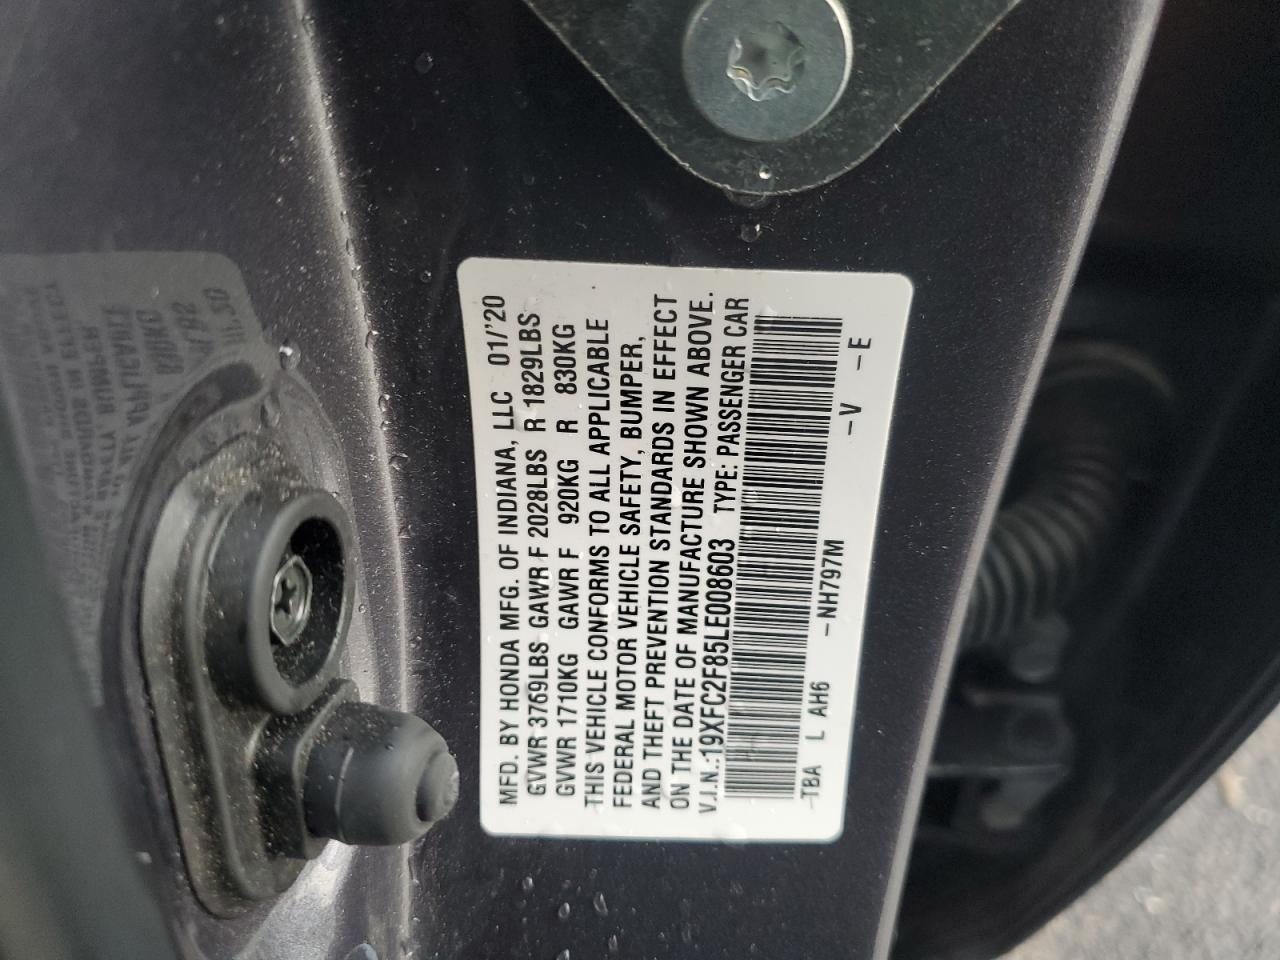 MFD. BY HONDA MFG. OF INDIANA, LLC 01/'20
GVWR 3769LBS GAWR F 2028LBS R 1829LBS
GVWR 1710KG GAWR F 920KG R 830KG
THIS VEHICLE CONFORMS TO ALL APPLICABLE
FEDERAL MOTOR VEHICLE SAFETY, BUMPER,
AND THEFT PREVENTION STANDARDS IN EFFECT
ON THE DATE OF MANUFACTURE SHOWN ABOVE.
V.I.N.:19XFC2F85LE008603 TYPE: PASSENGER CAR
-TBA L AH6 -NH797M -V -E